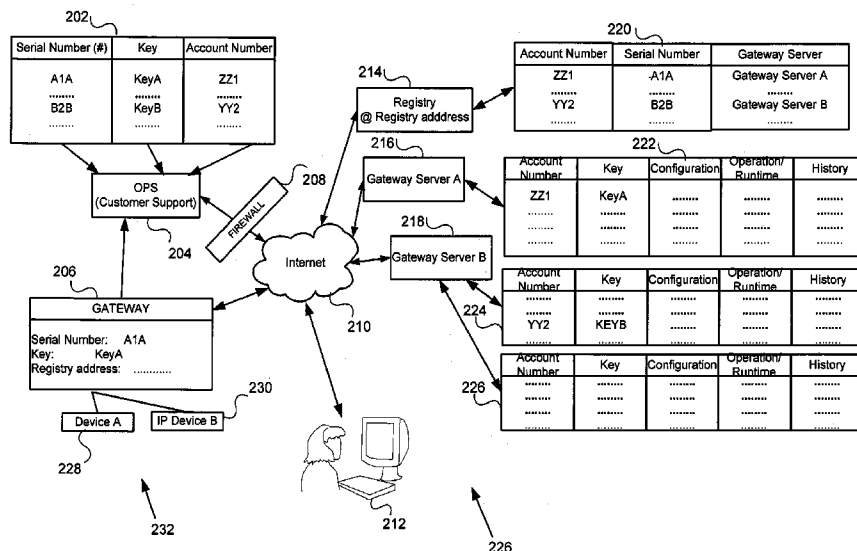 202
Serial Number (#) Key Account Number
A1A KeyA ZZ1
........ ........ ........
B2B KeyB YY2
........ ........ ........
OPS
(Customer Support)
204
208
FIREWALL
206
GATEWAY
Serial Number: A1A
Key: KeyA
Registry address: ............
Device A
228
230
IP Device B
232
Internet
210
212
214
Registry
@ Registry adddress
216
Gateway Server A
218
Gateway Server B
220
Account Number Serial Number Gateway Server
ZZ1 A1A Gateway Server A
........ ........ ........
YY2 B2B Gateway Server B
........ ........ ........
222
Account Number Key Configuration Operation/ Runtime History
ZZ1 KeyA ........ ........ ........
........ ........ ........ ........ ........
........ ........ ........ ........ ........
........ ........ ........ ........ ........
224
Account Number Key Configuration Operation/ Runtime History
........ ........ ........ ........ ........
YY2 KEYB ........ ........ ........
........ ........ ........ ........ ........
226
Account Number Key Configuration Operation/ Runtime History
........ ........ ........ ........ ........
........ ........ ........ ........ ........
........ ........ ........ ........ ........
........ ........ ........ ........ ........
226